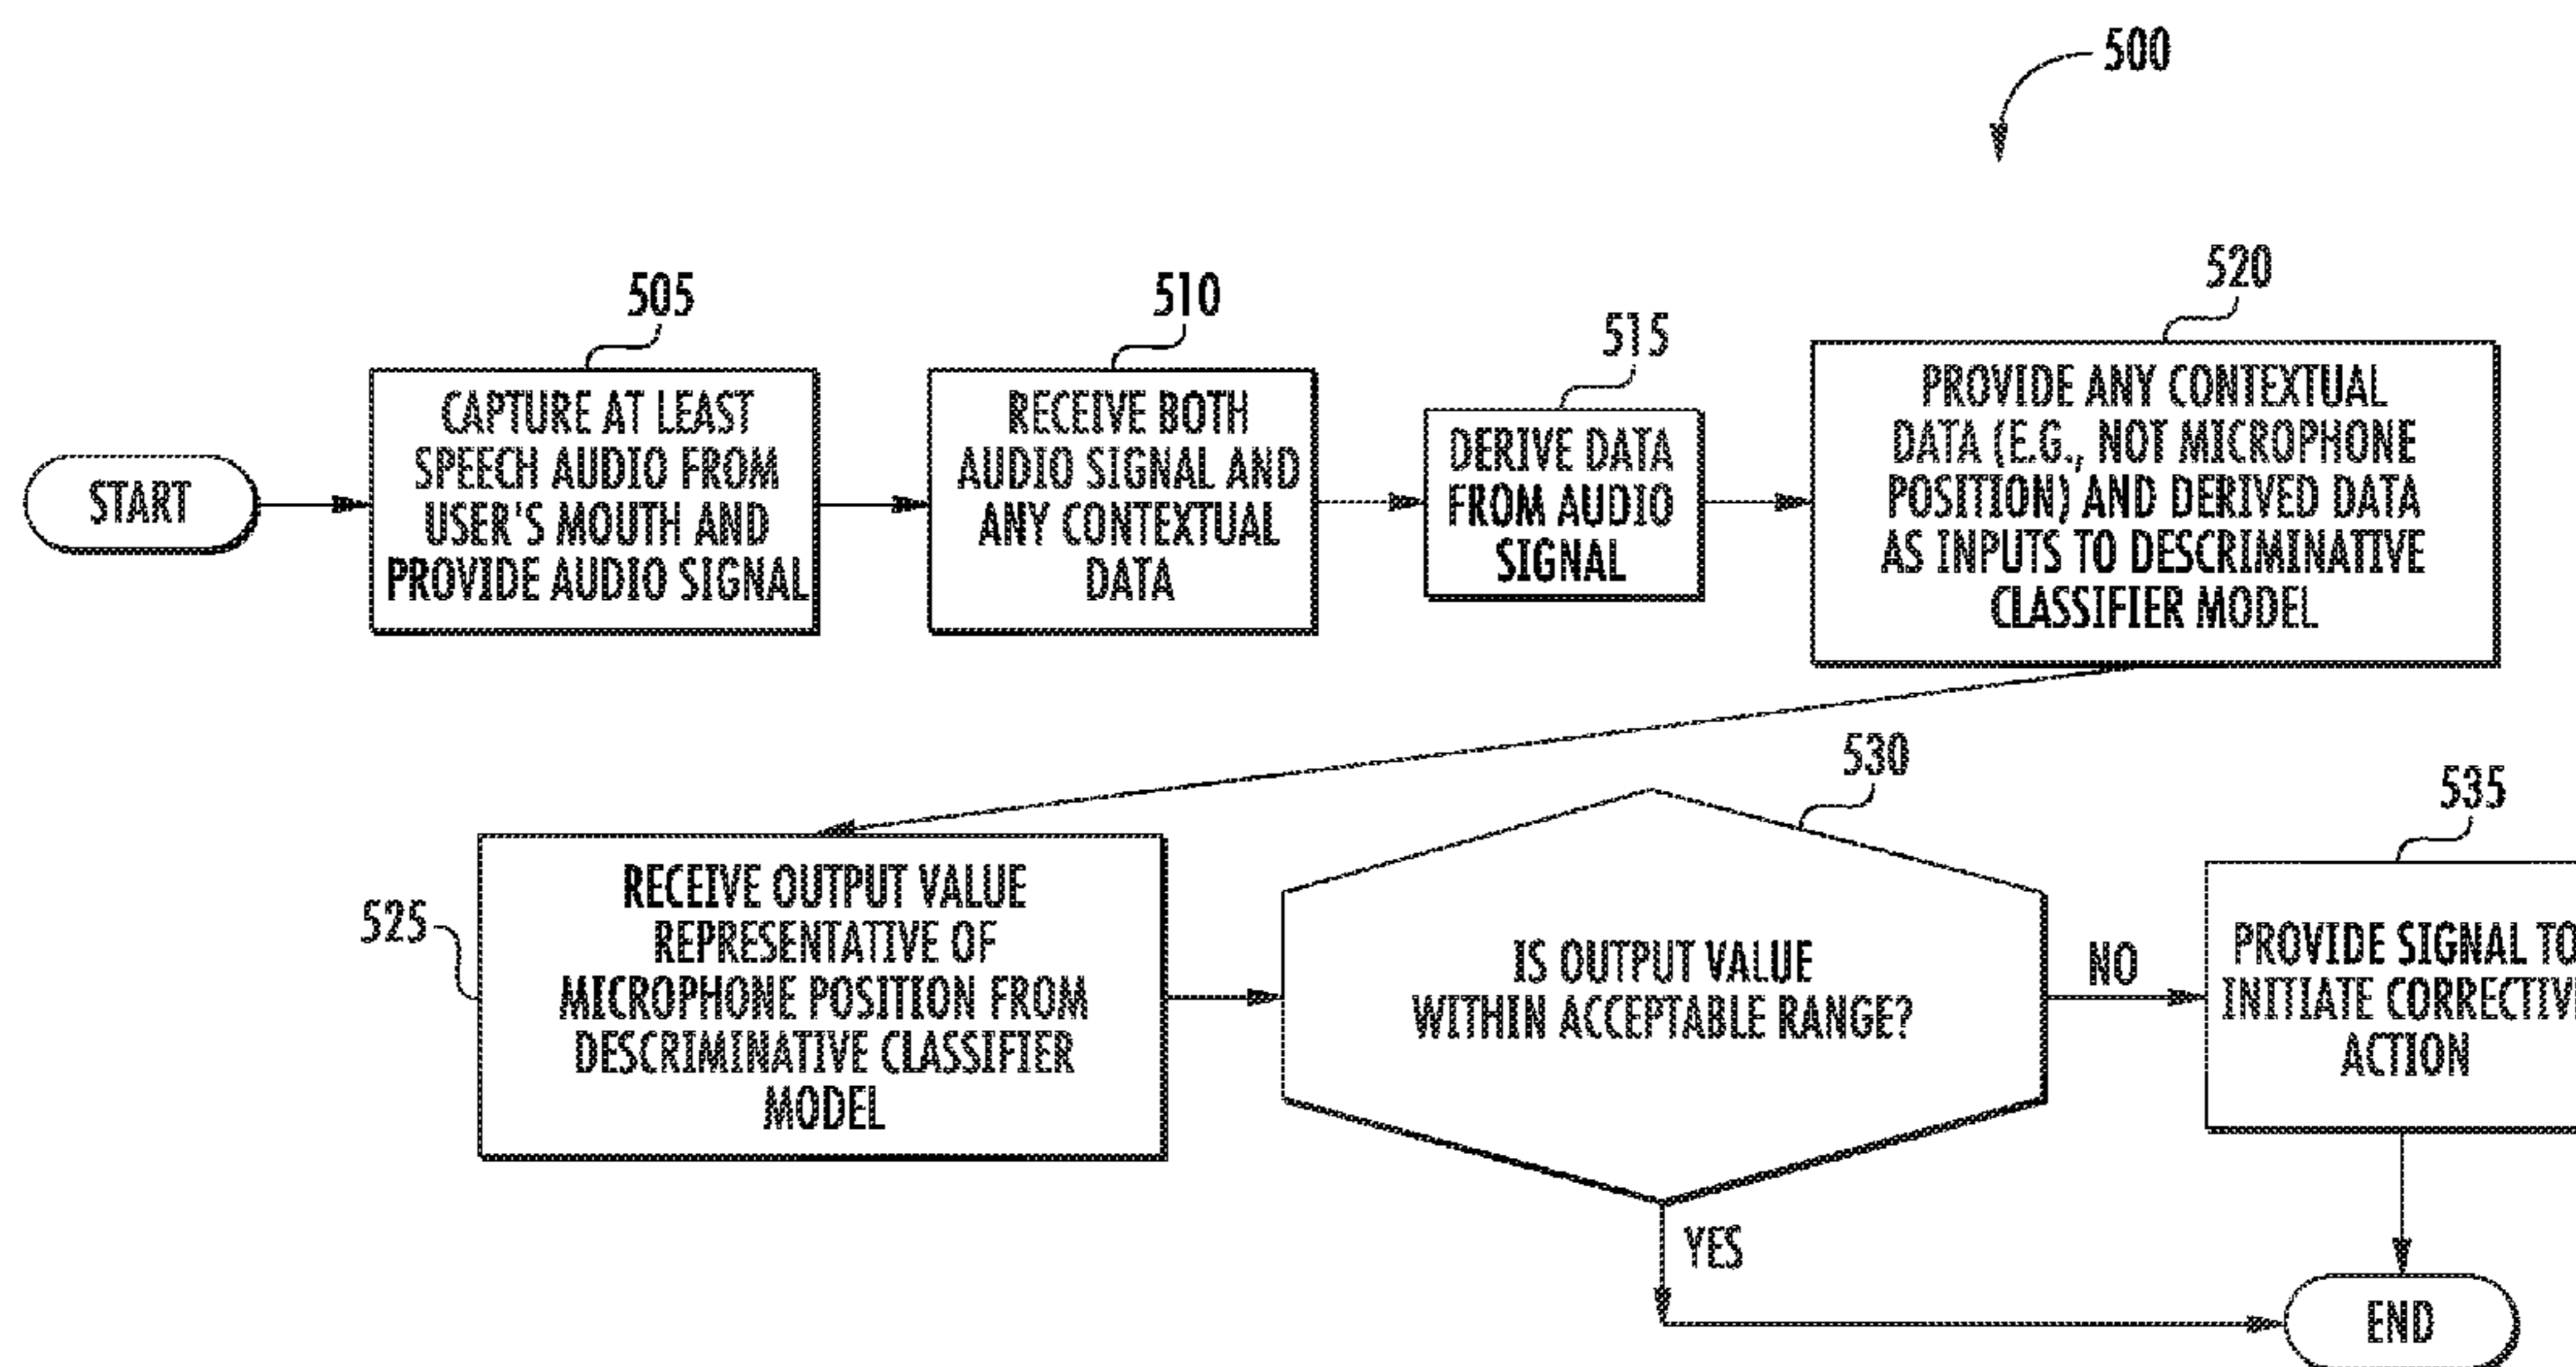 500
505
510
515
520
START
CAPTURE AT LEAST
SPEECH AUDIO FROM
USER'S MOUTH AND
PROVIDE AUDIO SIGNAL
RECEIVE BOTH
AUDIO SIGNAL AND
ANY CONTEXTUAL
DATA
DERIVE DATA
FROM AUDIO
SIGNAL
PROVIDE ANY CONTEXTUAL
DATA (E.G., NOT MICROPHONE
POSITION) AND DERIVED DATA
AS INPUTS TO DESCRIMINATIVE
CLASSIFIER MODEL
525
RECEIVE OUTPUT VALUE
REPRESENTATIVE OF
MICROPHONE POSITION FROM
DESCRIMINATIVE CLASSIFIER
MODEL
530
IS OUTPUT VALUE
WITHIN ACCEPTABLE RANGE?
NO
YES
535
PROVIDE SIGNAL TO
INITIATE CORRECTIV
ACTION
END